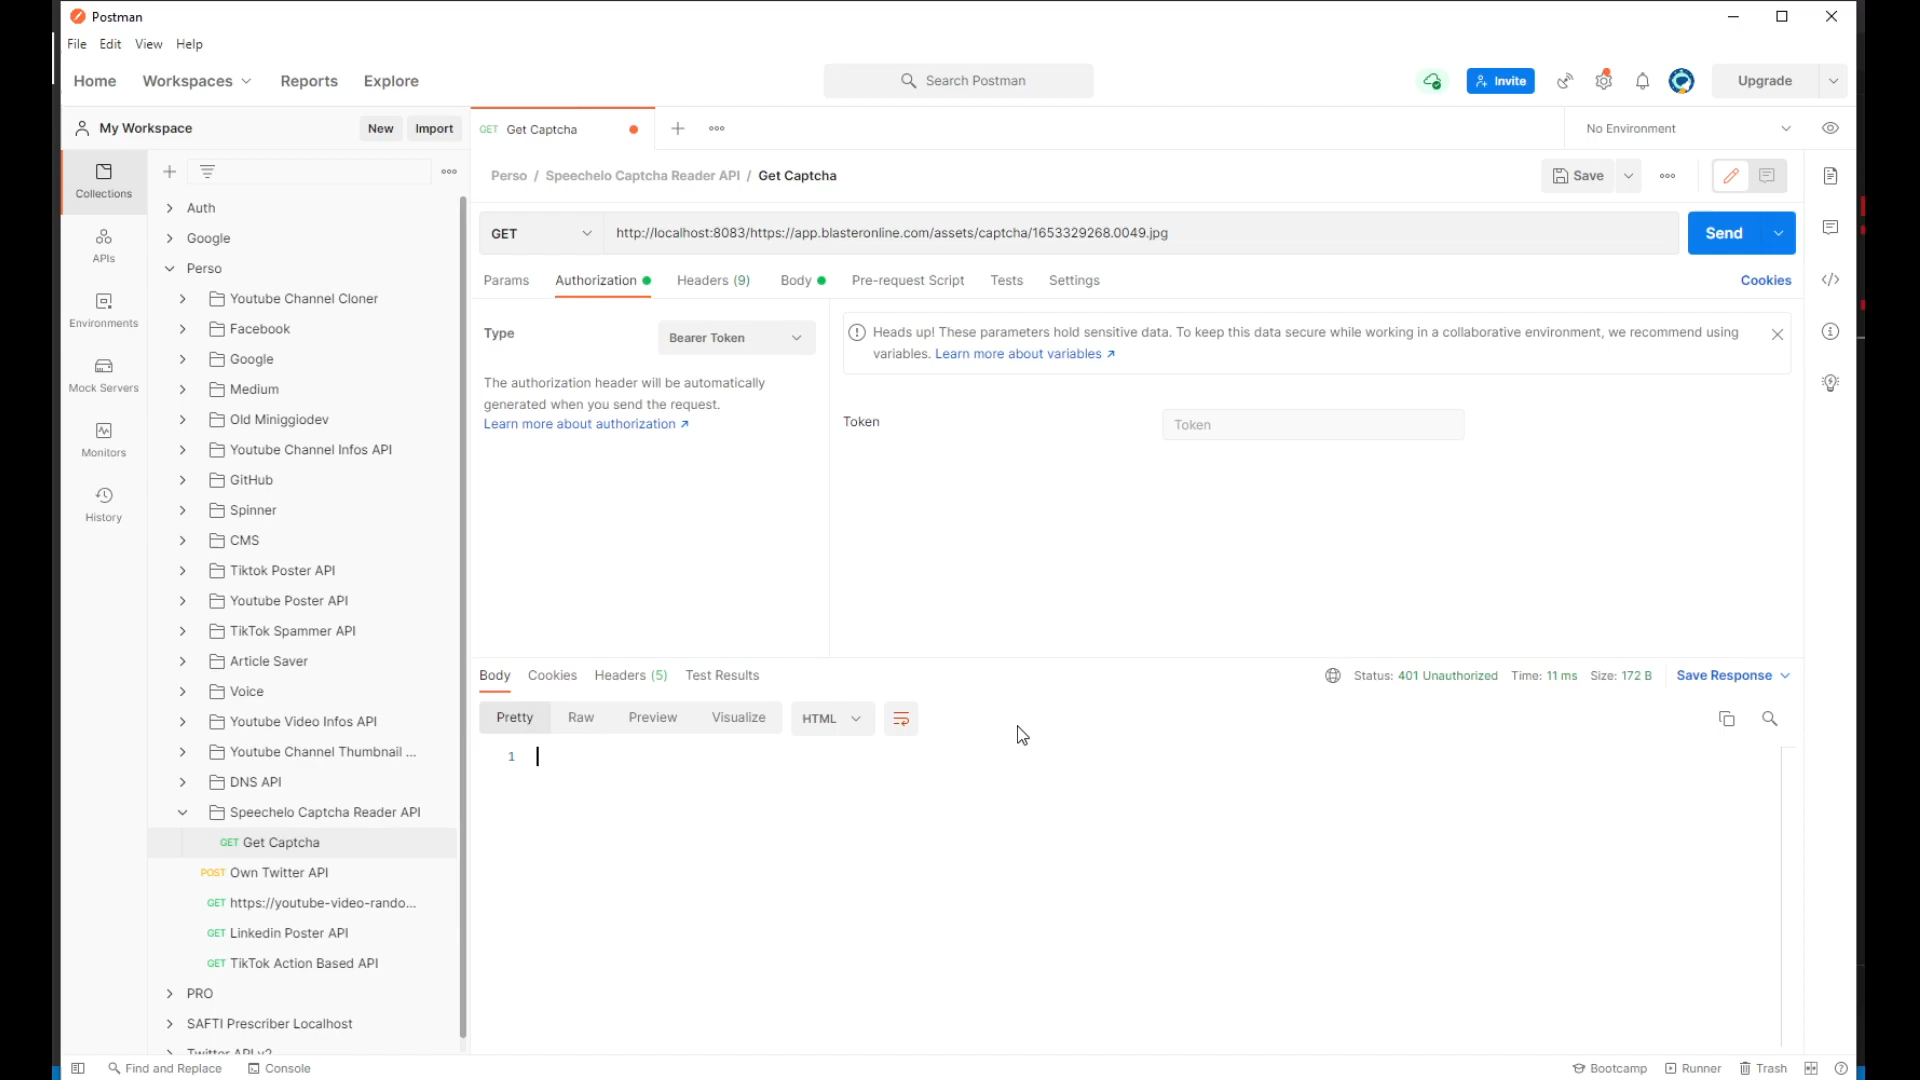 Postman
File Edit View Help
Home Workspaces Reports Explore
Search Postman
Invite
Upgrade
My Workspace
New Import
GET Get Captcha
No Environment
Perso / Speechelo Captcha Reader API / Get Captcha
Save
GET
http://localhost:8083/https://app.blasteronline.com/assets/captcha/1653329268.0049.jpg
Send
Params Authorization Headers (9) Body Pre-request Script Tests Settings
Cookies
Type
Bearer Token
The authorization header will be automatically
generated when you send the request.
Learn more about authorization ↗
Heads up! These parameters hold sensitive data. To keep this data secure while working in a collaborative environment, we recommend using
variables. Learn more about variables ↗
Token
Token
Collections
APIs
Environments
Mock Servers
Monitors
History
Auth
Google
Perso
Youtube Channel Cloner
Facebook
Google
Medium
Old Miniggiodev
Youtube Channel Infos API
GitHub
Spinner
CMS
Tiktok Poster API
Youtube Poster API
TikTok Spammer API
Article Saver
Voice
Youtube Video Infos API
Youtube Channel Thumbnail ...
DNS API
Speechelo Captcha Reader API
GET Get Captcha
POST Own Twitter API
GET https://youtube-video-rando...
GET Linkedin Poster API
GET TikTok Action Based API
PRO
SAFTI Prescriber Localhost
Twitter API v2
Body Cookies Headers (5) Test Results
Status: 401 Unauthorized Time: 11 ms Size: 172 B
Save Response
Pretty Raw Preview Visualize
HTML
1
Find and Replace
Console
Bootcamp
Runner
Trash